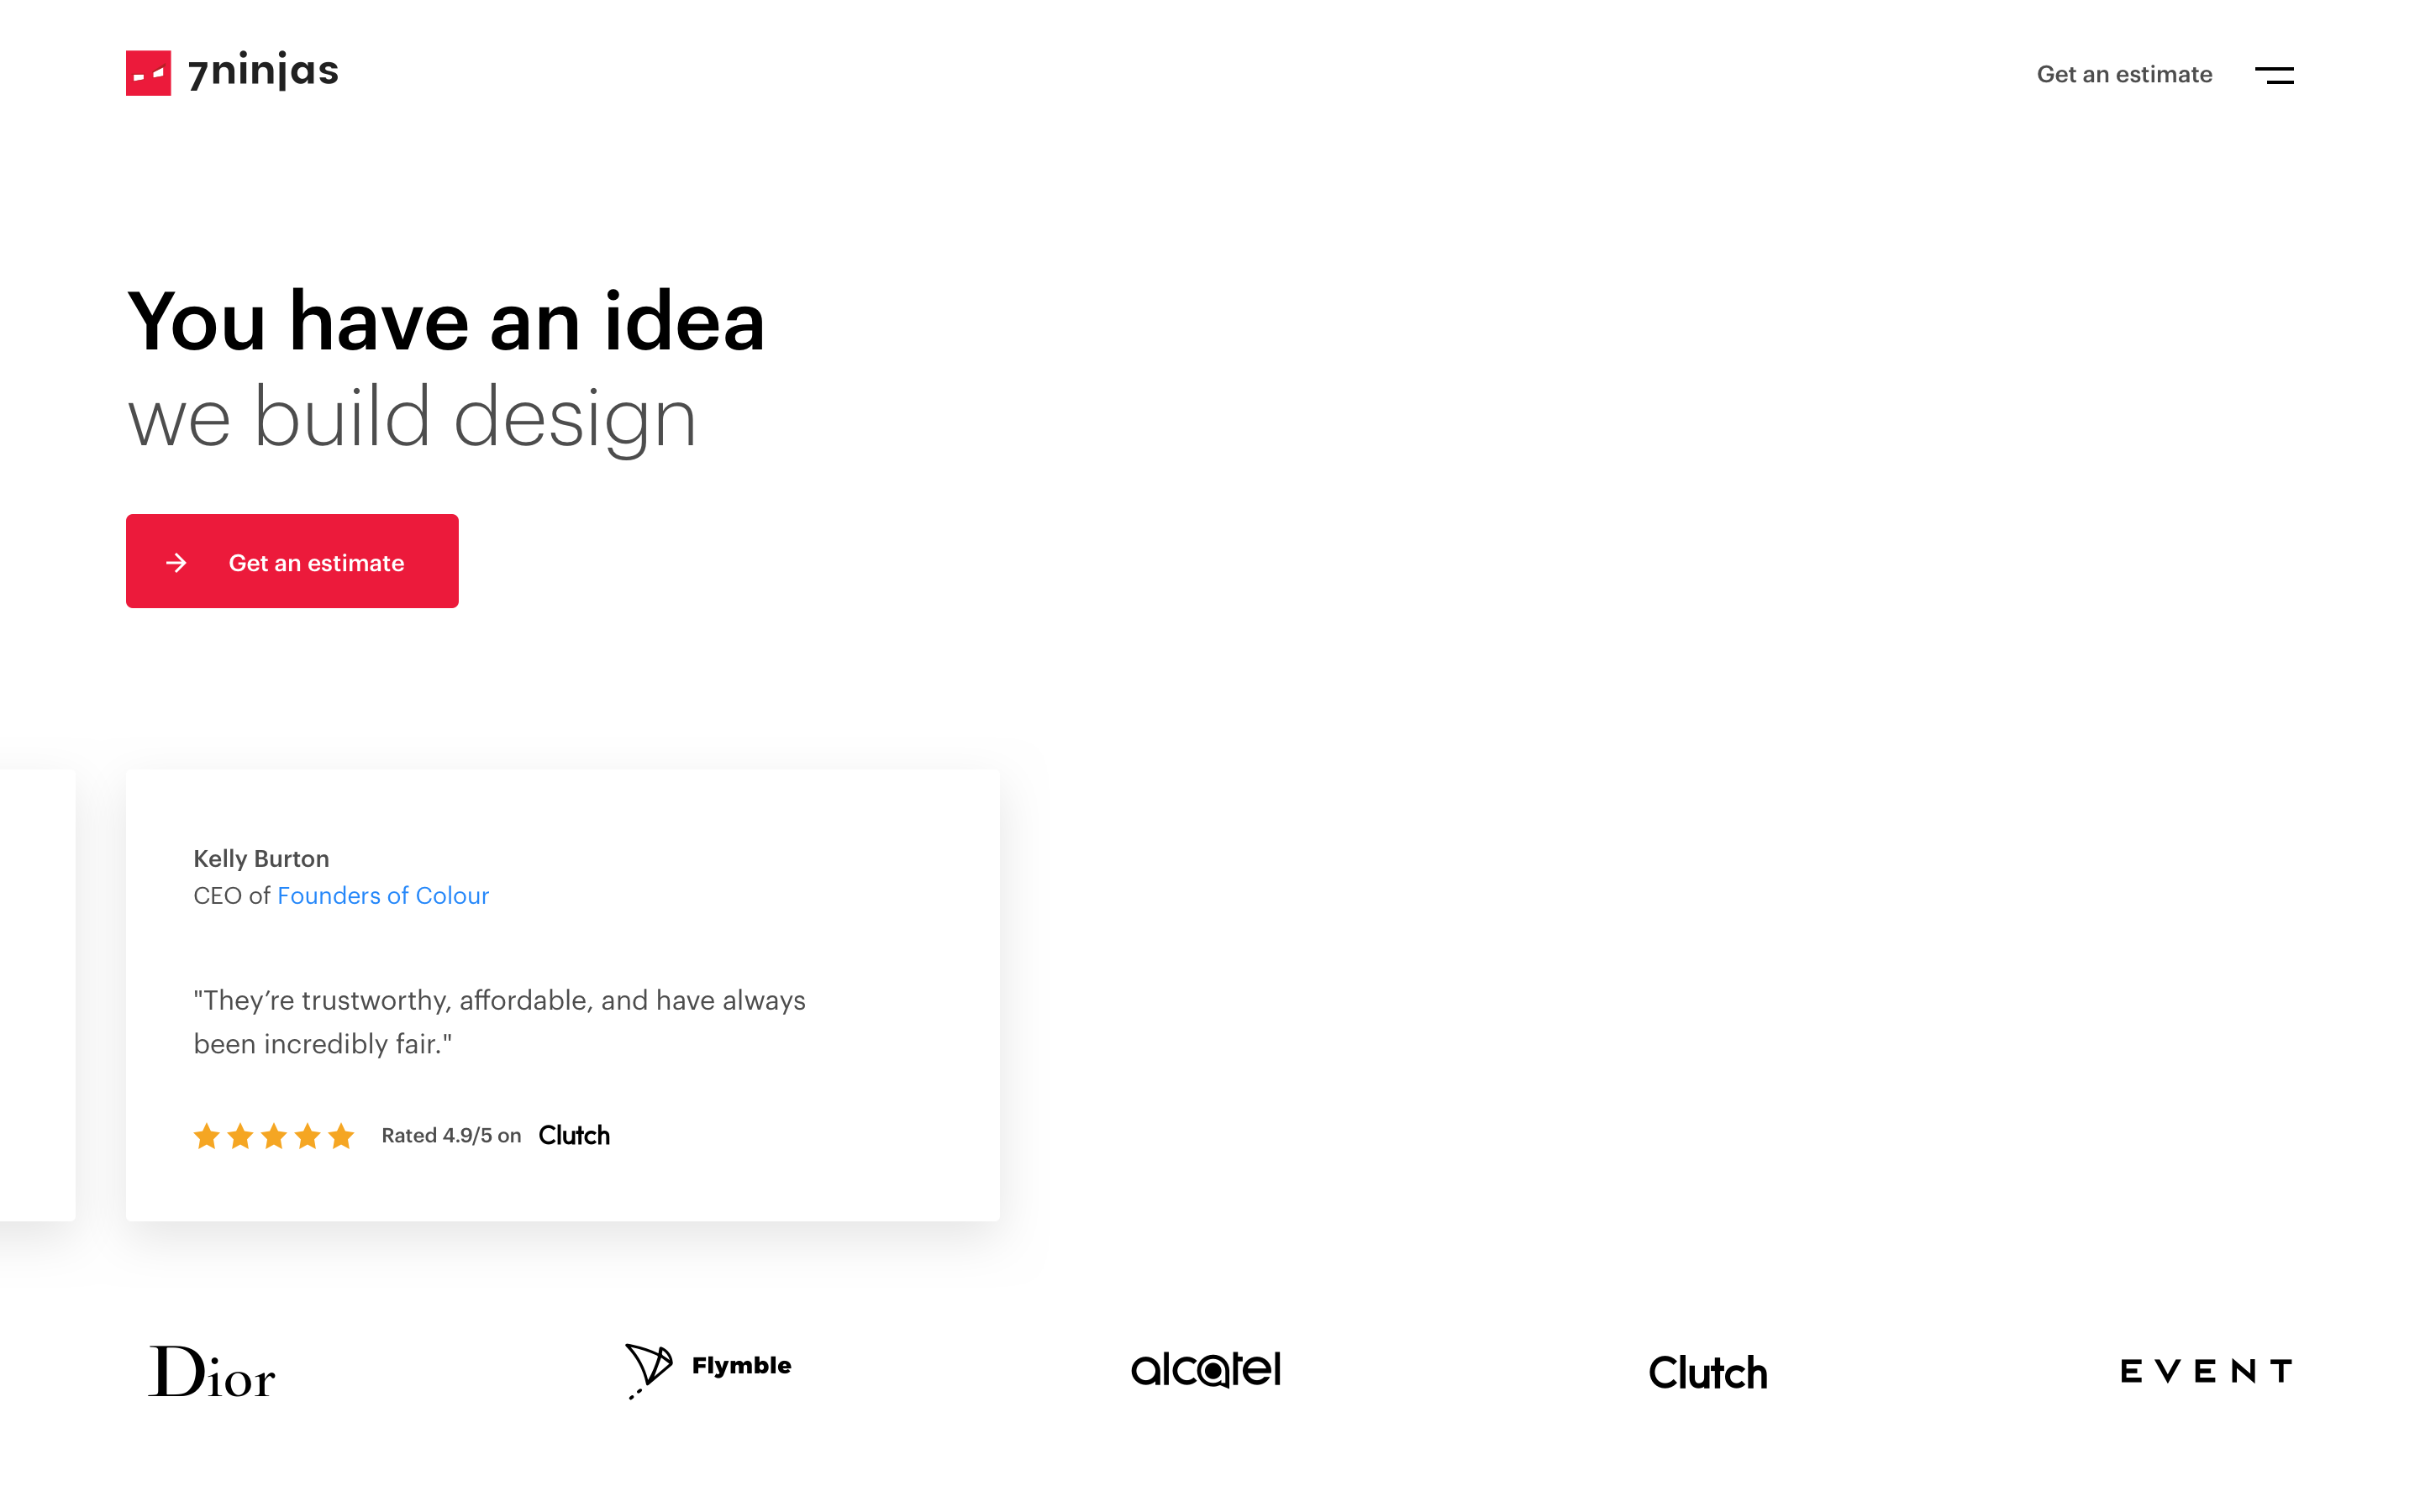 7ninjas
Get an estimate
You have an idea
we build design
Get an estimate
Kelly Burton
CEO of Founders of Colour
"They’re trustworthy, affordable, and have always
been incredibly fair."
Rated 4.9/5 on Clutch
Dior
Flymble
alcatel
Clutch
EVENT